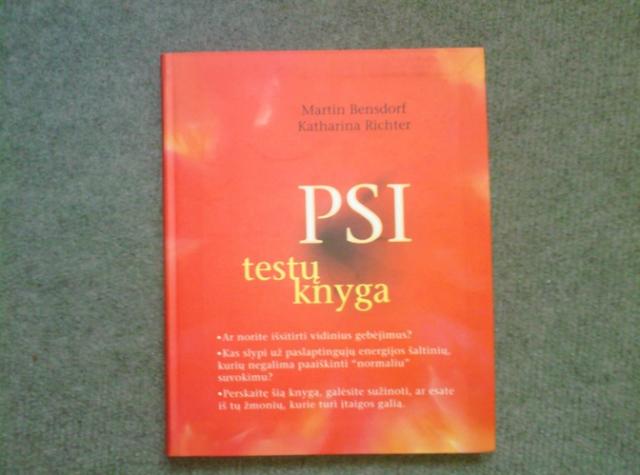 Martin Bensdorf
Katharina Richter
PSI
testų
knyga
•Ar norite išsitirti vidinius gebėjimus?
•Kas slypi už paslaptingųjų energijos šaltinių,
kurių negalima paaiškinti “normaliu”
suvokimu?
•Perskaitę šią knygą, galėsite sužinoti, ar esate
iš tų žmonių, kurie turi įtaigos galią.